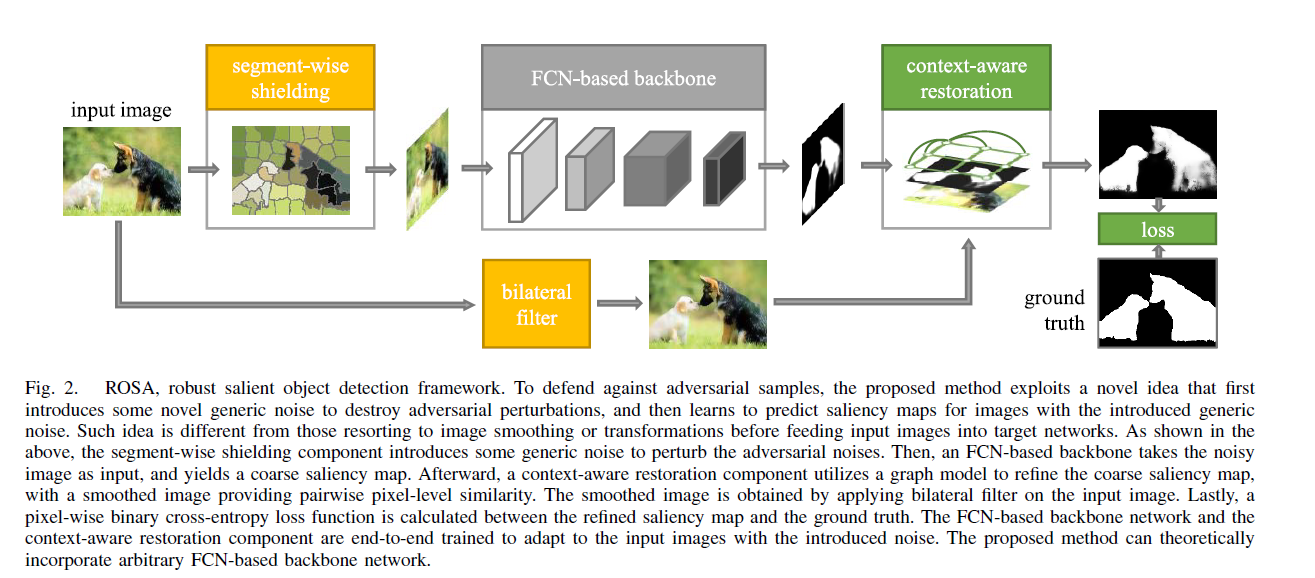 input image
segment-wise
shielding
FCN-based backbone
context-aware
restoration
bilateral
filter
loss
ground
truth
Fig. 2. ROSA, robust salient object detection framework. To defend against adversarial samples, the proposed method exploits a novel idea that first
introduces some novel generic noise to destroy adversarial perturbations, and then learns to predict saliency maps for images with the introduced generic
noise. Such idea is different from those resorting to image smoothing or transformations before feeding input images into target networks. As shown in the
above, the segment-wise shielding component introduces some generic noise to perturb the adversarial noises. Then, an FCN-based backbone takes the noisy
image as input, and yields a coarse saliency map. Afterward, a context-aware restoration component utilizes a graph model to refine the coarse saliency map,
with a smoothed image providing pairwise pixel-level similarity. The smoothed image is obtained by applying bilateral filter on the input image. Lastly, a
pixel-wise binary cross-entropy loss function is calculated between the refined saliency map and the ground truth. The FCN-based backbone network and the
context-aware restoration component are end-to-end trained to adapt to the input images with the introduced noise. The proposed method can theoretically
incorporate arbitrary FCN-based backbone network.